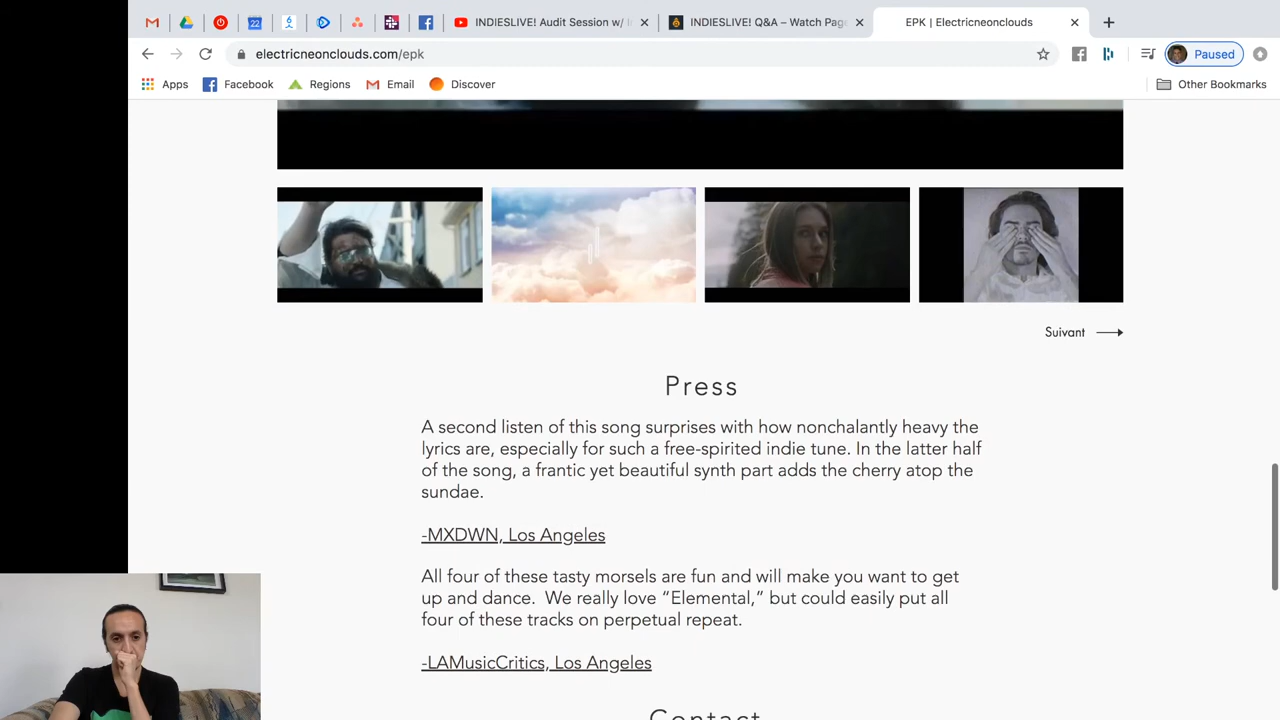 INDIESLIVE! Audit Session w/
INDIESLIVE! Q&A – Watch Pag
EPK | Electricneonclouds
electricneonclouds.com/epk
Paused
Apps
Facebook
Regions
Email
Discover
Other Bookmarks
Suivant
Press
A second listen of this song surprises with how nonchalantly heavy the
lyrics are, especially for such a free-spirited indie tune. In the latter half
of the song, a frantic yet beautiful synth part adds the cherry atop the
sundae.
-MXDWN, Los Angeles
All four of these tasty morsels are fun and will make you want to get
up and dance.  We really love “Elemental,” but could easily put all
four of these tracks on perpetual repeat.
-LAMusicCritics, Los Angeles
Contact